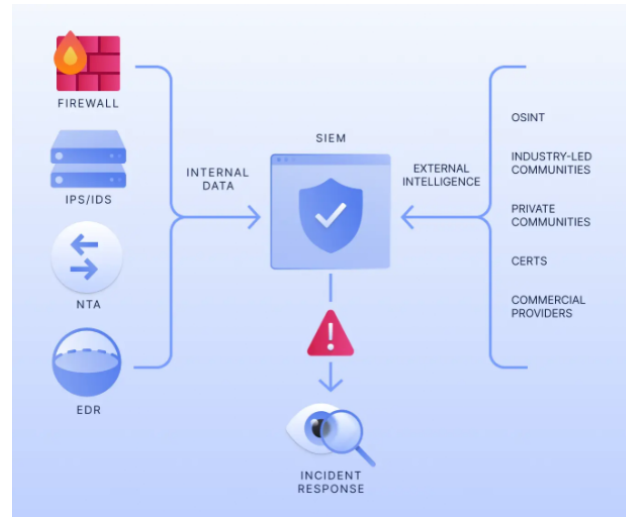 FIREWALL
IPS/IDS
NTA
EDR
INTERNAL
DATA
SIEM
EXTERNAL
INTELLIGENCE
OSINT
INDUSTRY-LED
COMMUNITIES
PRIVATE
COMMUNITIES
CERTS
COMMERCIAL
PROVIDERS
INCIDENT
RESPONSE